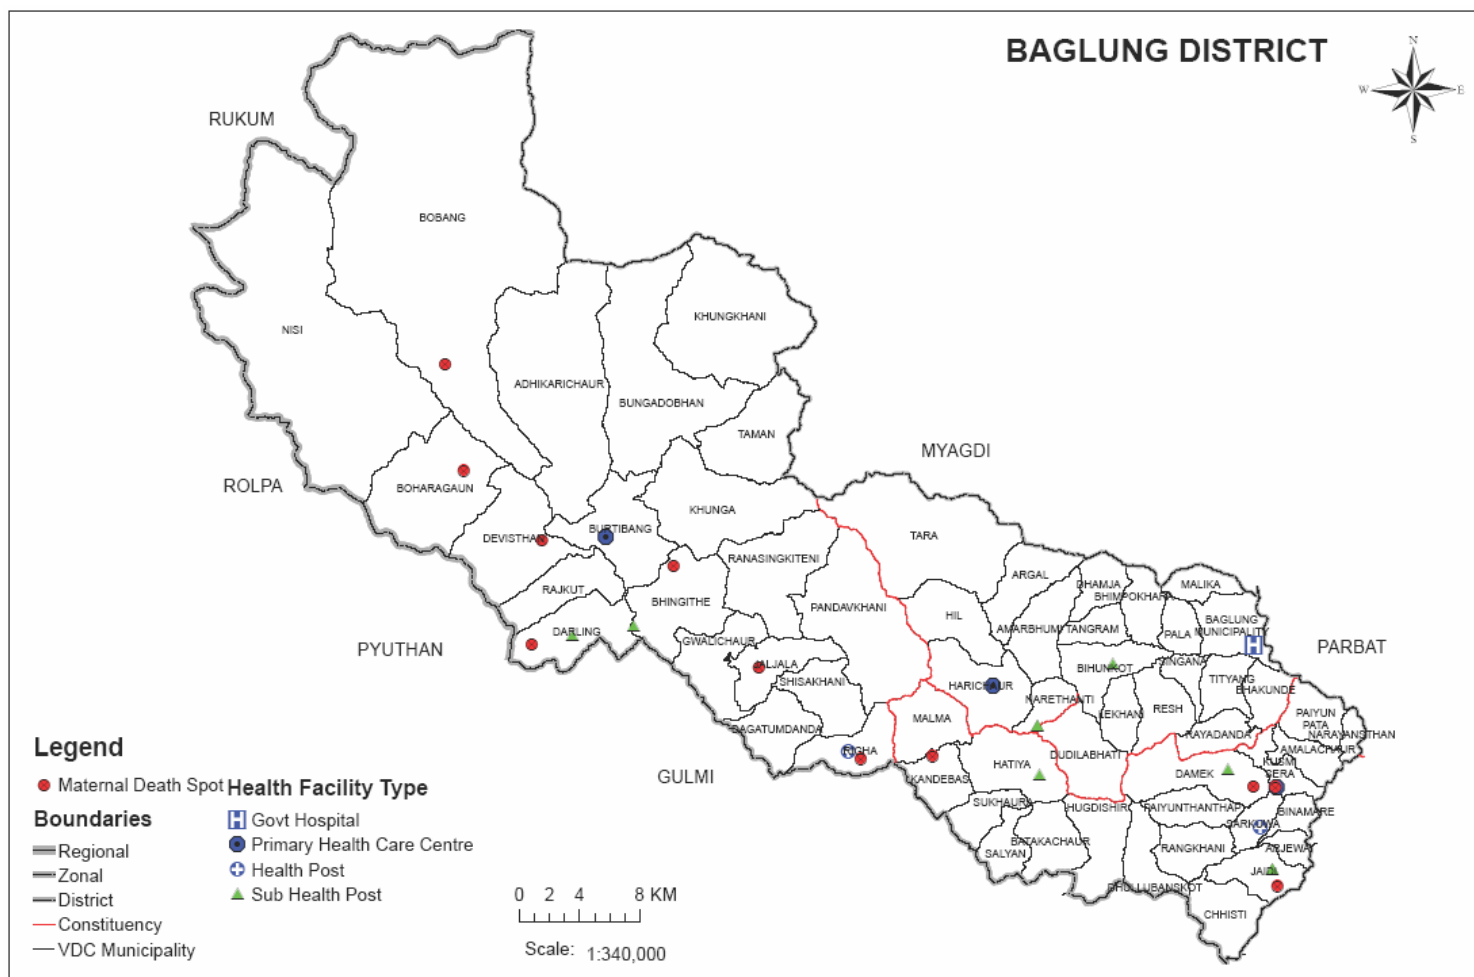 BAGLUNG DISTRICT
N
W
E
S
RUKUM
BOBANG
NISI
KHUNGKHANI
ADHIKARICHAUR
BUNGADOBHAN
TAMAN
MYAGDI
ROLPA
BOHARAGAUN
KHUNGA
DEVISTHAN
BURTIBANG
TARA
RANASINGKITENI
ARGAL
DHAMJA
MALIKA
BHIMPOKHARA
RAJKUT
BHINGITHE
PANDAVKHANI
HIL
BAGLUNG
MUNICIPALITY
AMARBHUMI
TANGRAM
PALA
DARLING
GWALICHAUR
PYUTHAN
PARBAT
JALJALA
BIHUNKOT
SINGANA
TITYANG
SHISAKHANI
HARICHAUR
BHAKUNDE
NARETHANTI
LEKHANI
RESH
PAIYUN
PATA
DAGATUMDANDA
MALMA
RAYADANDA
NARAYANSTHAN
RIGHA
DUDILABHATI
AMALACHAUR
HATIYA
KUSMI
SERA
GULMI
KANDEBAS
DAMEK
SUKHAURA
HUGDISHIR
PAIYUNTHANTHAP
BINAMARE
SARKUWA
BATAKACHAUR
SALYAN
RANGKHANI
ARJEWA
JAIDI
DHULLUBANSKOT
CHHISTI
Legend
Maternal Death Spot
Boundaries
Regional
Zonal
District
Constituency
VDC Municipality
Health Facility Type
H
Govt Hospital
Primary Health Care Centre
Health Post
Sub Health Post
0 2 4 8 KM
Scale: 1:340,000